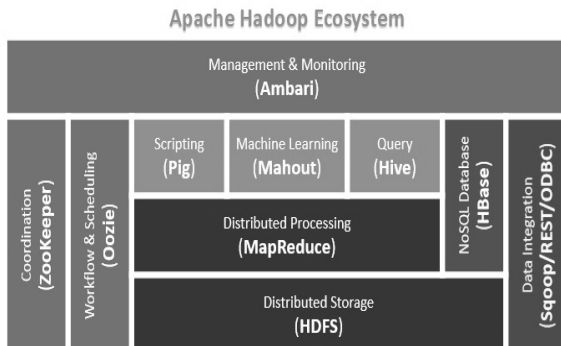 Apache Hadoop Ecosystem
Management & Monitoring
(Ambari)
Coordination
(ZooKeeper)
Workflow & Scheduling
(Oozie)
Scripting
(Pig)
Machine Learning
(Mahout)
Query
(Hive)
NoSQL Database
(HBase)
Data Integration
(Sqoop/REST/ODBC)
Distributed Processing
(MapReduce)
Distributed Storage
(HDFS)